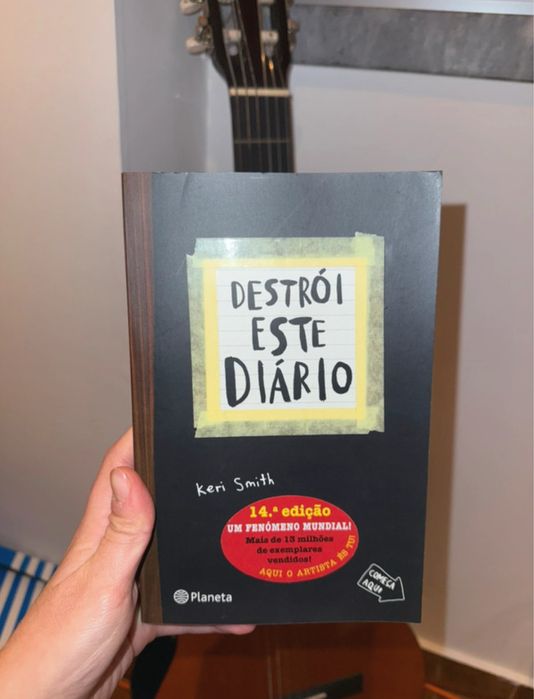 DESTRÓI
ESTE
DIÁRIO
Keri Smith
14.ª edição
UM FENÓMENO MUNDIAL!
Mais de 13 milhões
de exemplares
vendidos!
AQUI O ARTISTA ÉS TU!
COMEÇA
AQUI
Planeta